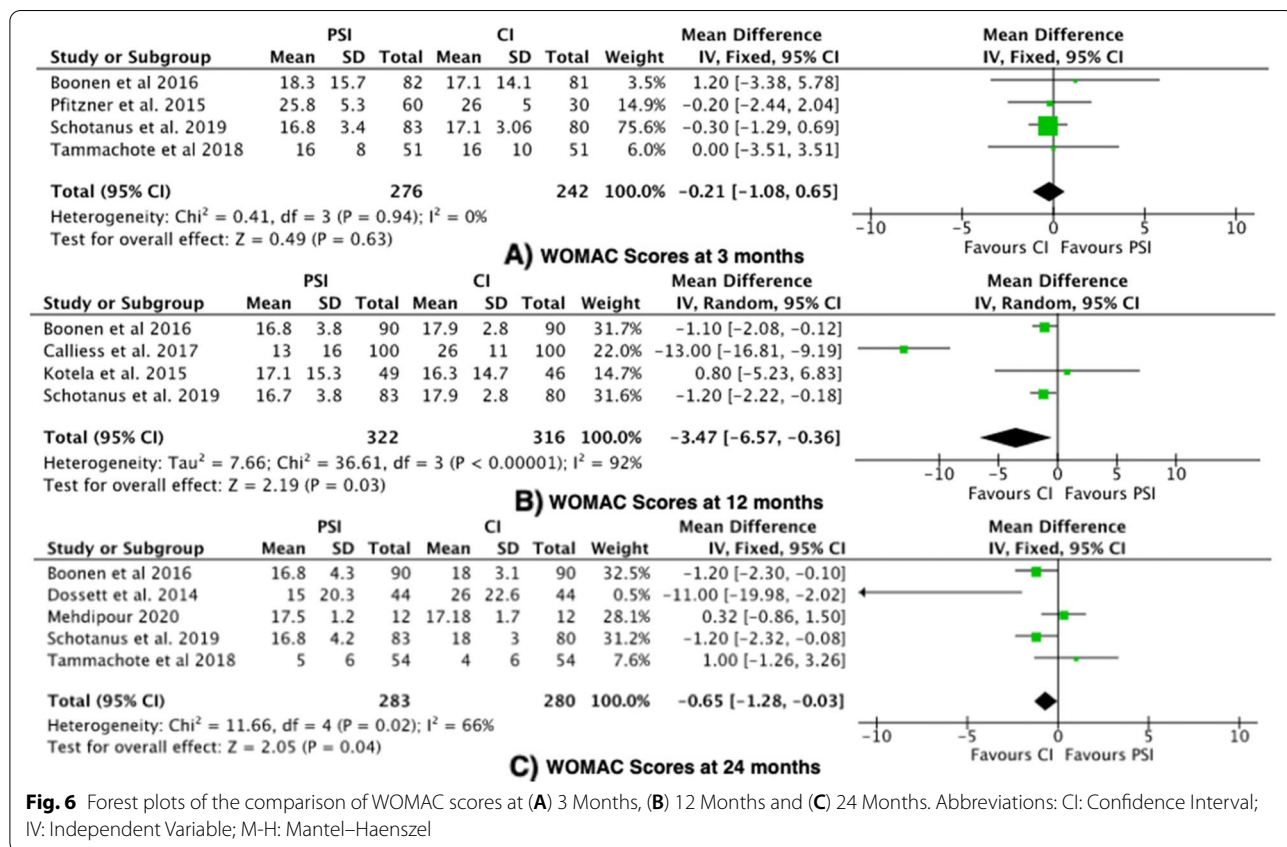 PSI CI Mean Difference Mean Difference
Study or Subgroup Mean SD Total Mean SD Total Weight IV, Fixed, 95% CI IV, Fixed, 95% CI
Boonen et al 2016 18.3 15.7 82 17.1 14.1 81 3.5% 1.20 [−3.38, 5.78]
Pfitzner et al. 2015 25.8 5.3 60 26 5 30 14.9% −0.20 [−2.44, 2.04]
Schotanus et al. 2019 16.8 3.4 83 17.1 3.06 80 75.6% −0.30 [−1.29, 0.69]
Tammachote et al 2018 16 8 51 16 10 51 6.0% 0.00 [−3.51, 3.51]
Total (95% CI) 276 242 100.0% −0.21 [−1.08, 0.65]
Heterogeneity: Chi² = 0.41, df = 3 (P = 0.94); I² = 0%
Test for overall effect: Z = 0.49 (P = 0.63)
−10 −5 0 5 10
Favours CI Favours PSI
A) WOMAC Scores at 3 months
PSI CI Mean Difference Mean Difference
Study or Subgroup Mean SD Total Mean SD Total Weight IV, Random, 95% CI IV, Random, 95% CI
Boonen et al 2016 16.8 3.8 90 17.9 2.8 90 31.7% −1.10 [−2.08, −0.12]
Calliess et al. 2017 13 16 100 26 11 100 22.0% −13.00 [−16.81, −9.19]
Kotela et al. 2015 17.1 15.3 49 16.3 14.7 46 14.7% 0.80 [−5.23, 6.83]
Schotanus et al. 2019 16.7 3.8 83 17.9 2.8 80 31.6% −1.20 [−2.22, −0.18]
Total (95% CI) 322 316 100.0% −3.47 [−6.57, −0.36]
Heterogeneity: Tau² = 7.66; Chi² = 36.61, df = 3 (P < 0.00001); I² = 92%
Test for overall effect: Z = 2.19 (P = 0.03)
−10 −5 0 5 10
Favours CI Favours PSI
B) WOMAC Scores at 12 months
PSI CI Mean Difference Mean Difference
Study or Subgroup Mean SD Total Mean SD Total Weight IV, Fixed, 95% CI IV, Fixed, 95% CI
Boonen et al 2016 16.8 4.3 90 18 3.1 90 32.5% −1.20 [−2.30, −0.10]
Dossett et al. 2014 15 20.3 44 26 22.6 44 0.5% −11.00 [−19.98, −2.02]
Mehdipour 2020 17.5 1.2 12 17.18 1.7 12 28.1% 0.32 [−0.86, 1.50]
Schotanus et al. 2019 16.8 4.2 83 18 3 80 31.2% −1.20 [−2.32, −0.08]
Tammachote et al 2018 5 6 54 4 6 54 7.6% 1.00 [−1.26, 3.26]
Total (95% CI) 283 280 100.0% −0.65 [−1.28, −0.03]
Heterogeneity: Chi² = 11.66, df = 4 (P = 0.02); I² = 66%
Test for overall effect: Z = 2.05 (P = 0.04)
−10 −5 0 5 10
Favours CI Favours PSI
C) WOMAC Scores at 24 months
Fig. 6 Forest plots of the comparison of WOMAC scores at (A) 3 Months, (B) 12 Months and (C) 24 Months. Abbreviations: CI: Confidence Interval;
IV: Independent Variable; M-H: Mantel–Haenszel